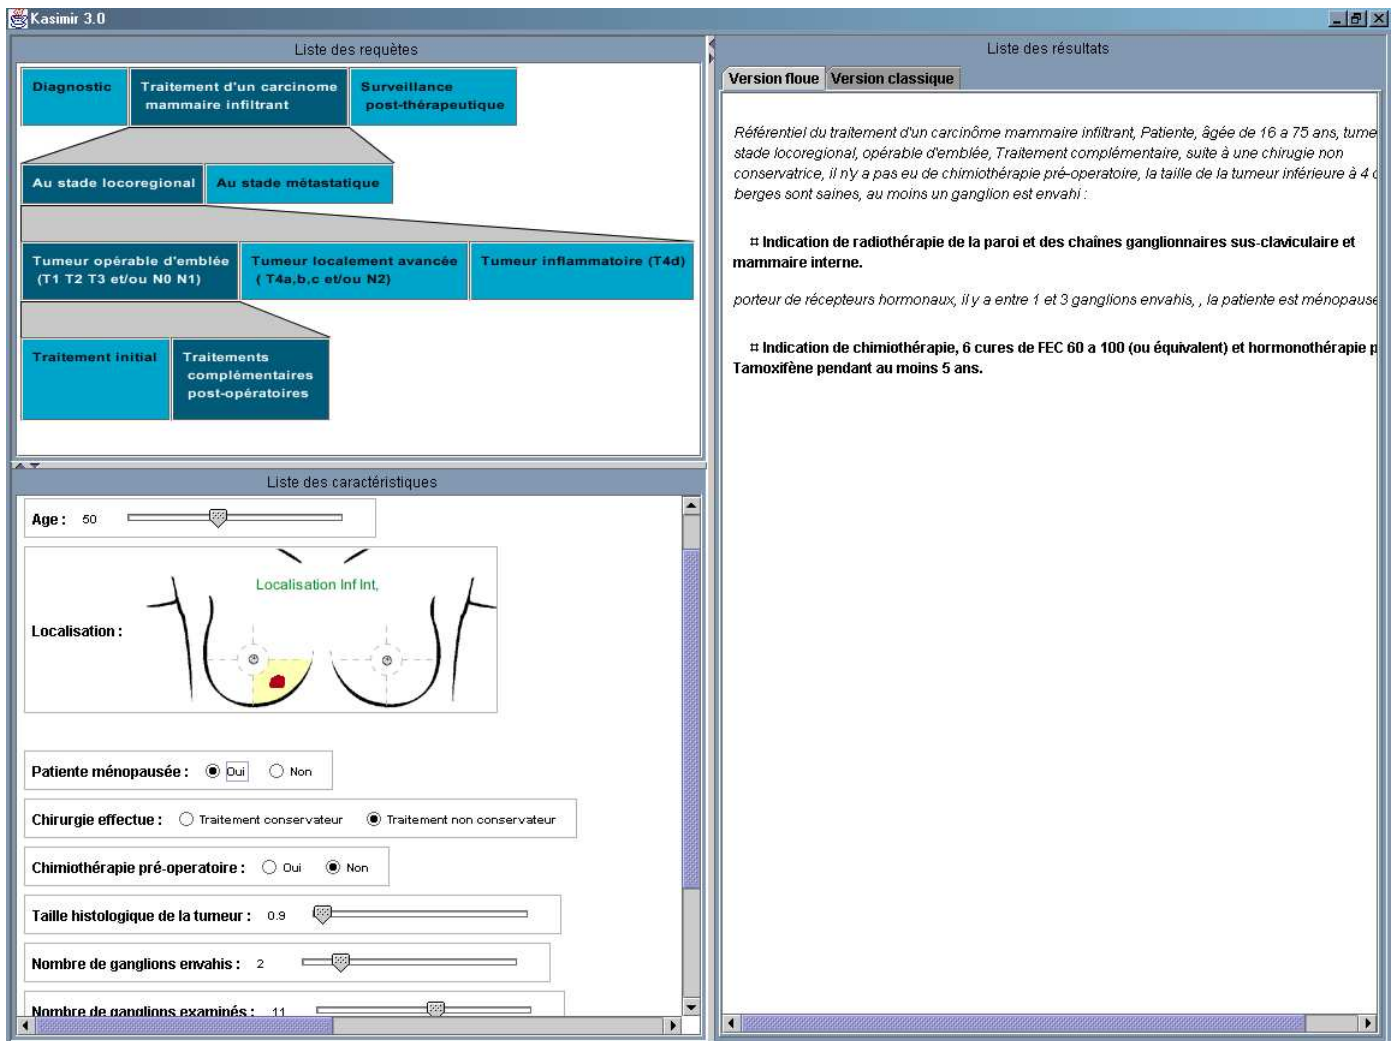 Kasimir 3.0
Liste des requètes
Diagnostic
Traitement d'un carcinome
mammaire infiltrant
Surveillance
post-thérapeutique
Au stade locoregional
Au stade métastatique
Tumeur opérable d'emblée
(T1 T2 T3 et/ou N0 N1)
Tumeur localement avancée
( T4a,b,c et/ou N2)
Tumeur inflammatoire (T4d)
Traitement initial
Traitements
complémentaires
post-opératoires
Liste des caractéristiques
Age : 50
Localisation Inf Int,
Localisation :
Patiente ménopausée : Oui Non
Chirurgie effectue : Traitement conservateur Traitement non conservateur
Chimiothérapie pré-operatoire : Oui Non
Taille histologique de la tumeur : 0.9
Nombre de ganglions envahis : 2
Nombre de ganglions examinés : 11
Liste des résultats
Version floue Version classique
Référentiel du traitement d'un carcinôme mammaire infiltrant, Patiente, âgée de 16 a 75 ans, tume
stade locoregional, opérable d'emblée, Traitement complémentaire, suite à une chirugie non
conservatrice, il n'y a pas eu de chimiothérapie pré-operatoire, la taille de la tumeur inférieure à 4 c
berges sont saines, au moins un ganglion est envahi :
¤ Indication de radiothérapie de la paroi et des chaînes ganglionnaires sus-claviculaire et
mammaire interne.
porteur de récepteurs hormonaux, il y a entre 1 et 3 ganglions envahis, , la patiente est ménopausé
¤ Indication de chimiothérapie, 6 cures de FEC 60 a 100 (ou équivalent) et hormonothérapie p
Tamoxifène pendant au moins 5 ans.